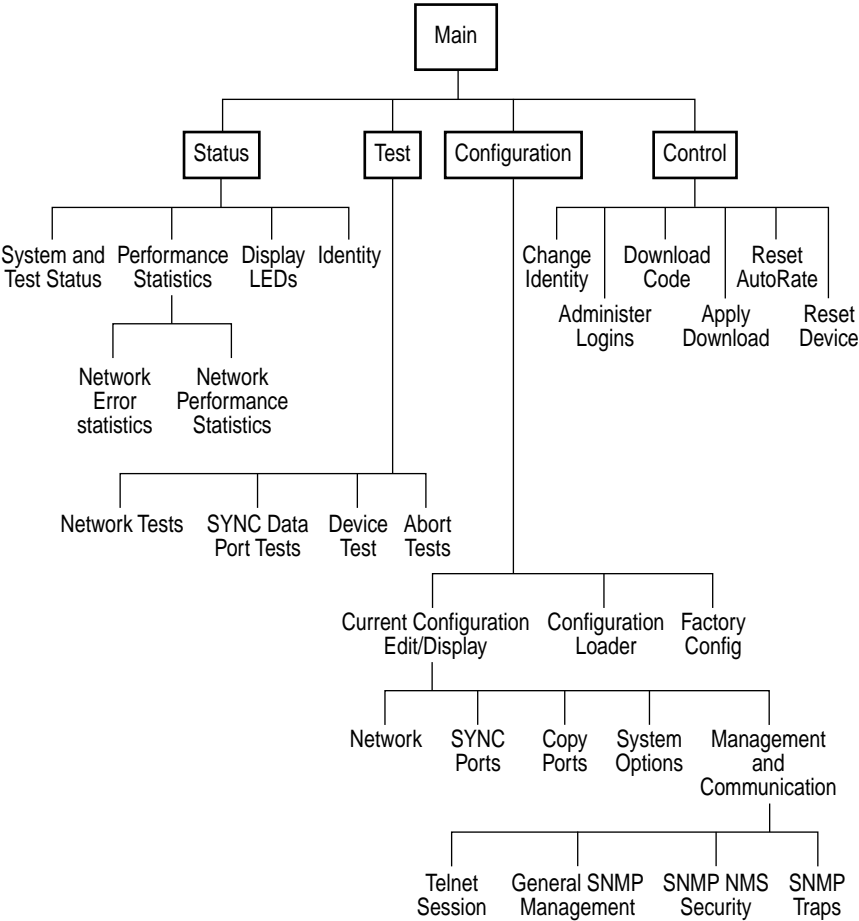 Main
Status
Test
Configuration
Control
System and
Test Status
Performance
Statistics
Display
LEDs
Identity
Network
Error
statistics
Network
Performance
Statistics
Change
Identity
Administer
Logins
Download
Code
Apply
Download
Reset
AutoRate
Reset
Device
Network Tests
SYNC Data
Port Tests
Device
Test
Abort
Tests
Current Configuration
Edit/Display
Configuration
Loader
Factory
Config
Network
SYNC
Ports
Copy
Ports
System
Options
Management
and
Communication
Telnet
Session
General SNMP
Management
SNMP NMS
Security
SNMP
Traps